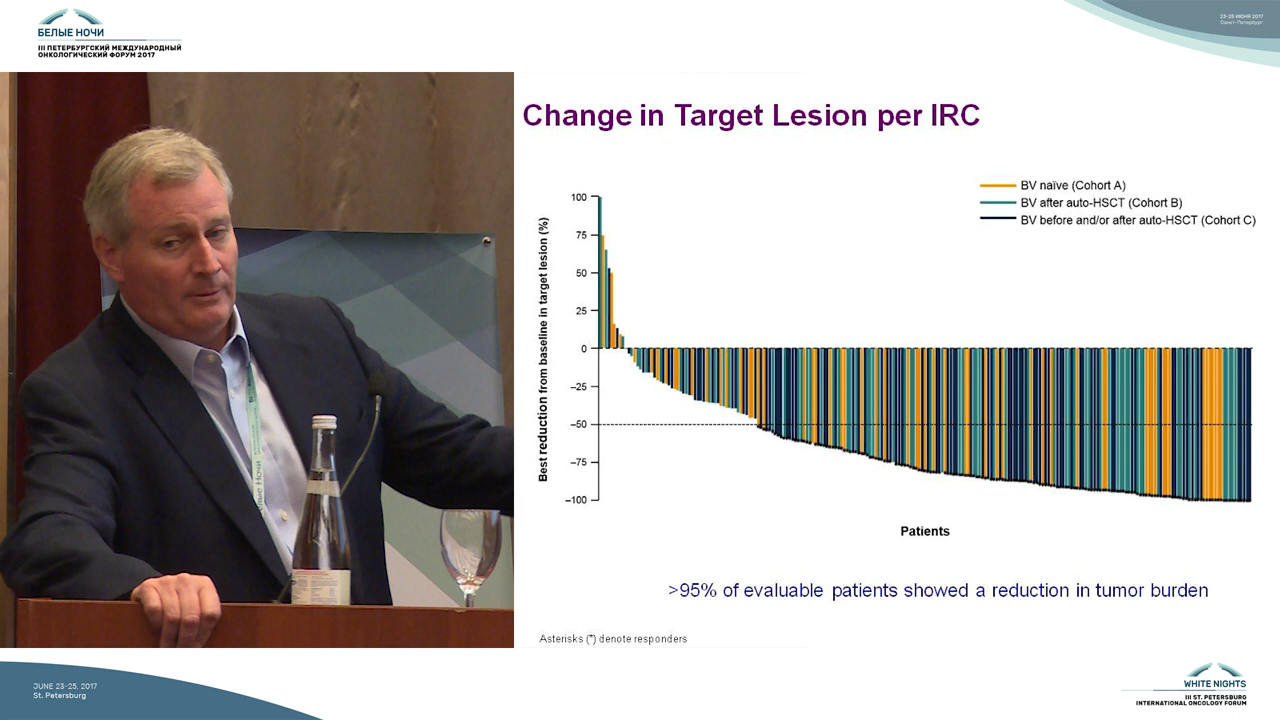 БЕЛЫЕ НОЧИ
III ПЕТЕРБУРГСКИЙ МЕЖДУНАРОДНЫЙ
ОНКОЛОГИЧЕСКИЙ ФОРУМ 2017
23-25 ИЮНЯ 2017
Санкт-Петербург
Change in Target Lesion per IRC
BV naïve (Cohort A)
BV after auto-HSCT (Cohort B)
BV before and/or after auto-HSCT (Cohort C)
Best reduction from baseline in target lesion (%)
100
75
50
25
0
−25
−50
−75
−100
Patients
>95% of evaluable patients showed a reduction in tumor burden
Asterisks (*) denote responders
Белые Ночи
JUNE 23-25, 2017
St. Petersburg
WHITE NIGHTS
III ST. PETERSBURG
INTERNATIONAL ONCOLOGY FORUM